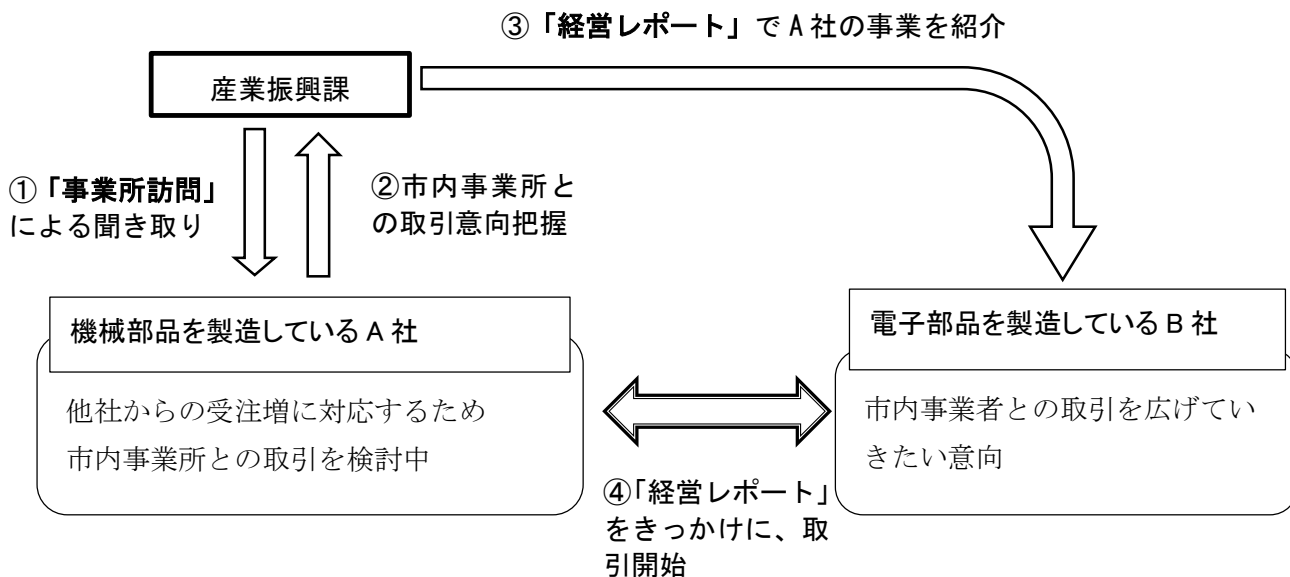 ③「経営レポート」でA社の事業を紹介
産業振興課
①「事業所訪問」
による聞き取り
②市内事業所と
の取引意向把握
機械部品を製造しているA社
他社からの受注増に対応するため
市内事業所との取引を検討中
電子部品を製造しているB社
市内事業者との取引を広げてい
きたい意向
④「経営レポート」
をきっかけに、取
引開始